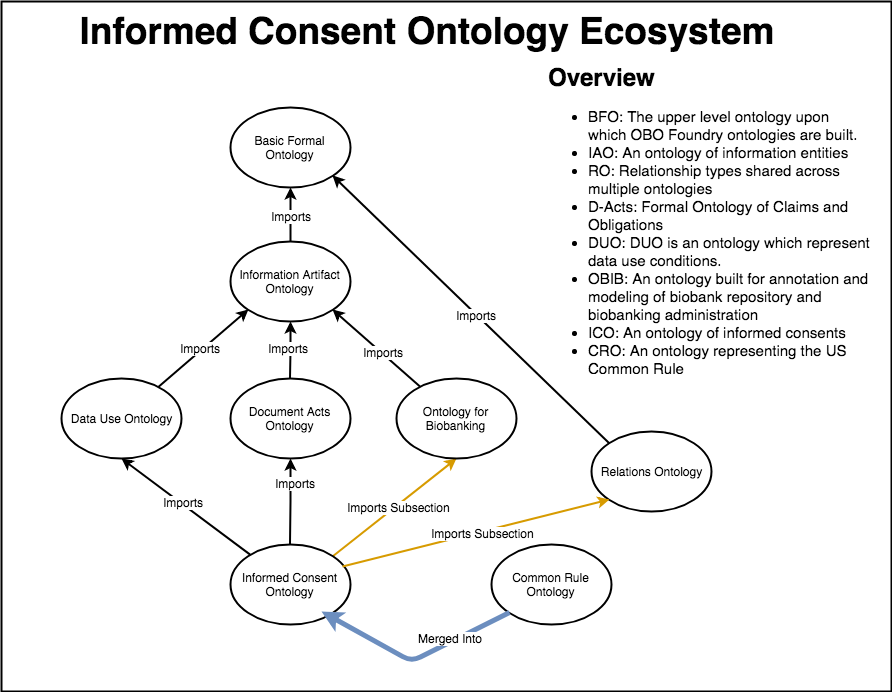 Informed Consent Ontology Ecosystem
Overview
• BFO: The upper level ontology upon
which OBO Foundry ontologies are built.
• IAO: An ontology of information entities
• RO: Relationship types shared across
multiple ontologies
• D-Acts: Formal Ontology of Claims and
Obligations
• DUO: DUO is an ontology which represent
data use conditions.
• OBIB: An ontology built for annotation and
modeling of biobank repository and
biobanking administration
• ICO: An ontology of informed consents
• CRO: An ontology representing the US
Common Rule
Basic Formal
Ontology
Imports
Information Artifact
Ontology
Imports
Imports
Imports
Imports
Data Use Ontology
Document Acts
Ontology
Ontology for
Biobanking
Relations Ontology
Imports
Imports
Imports Subsection
Imports Subsection
Informed Consent
Ontology
Common Rule
Ontology
Merged Into